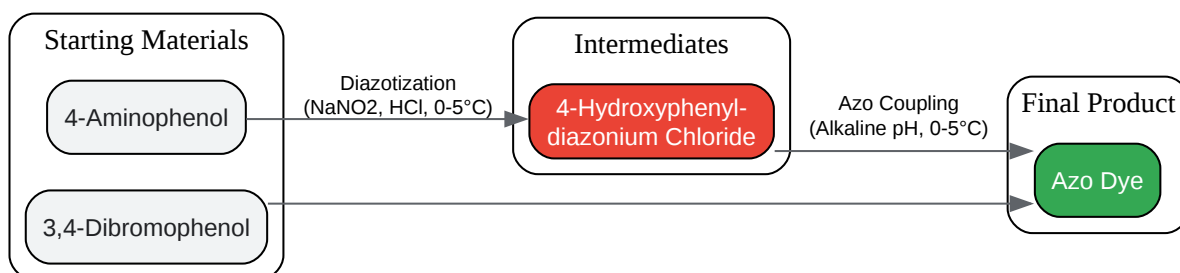 Starting Materials
4-Aminophenol
3,4-Dibromophenol
Diazotization
(NaNO2, HCl, 0-5°C)
Intermediates
4-Hydroxyphenyl-
diazonium Chloride
Azo Coupling
(Alkaline pH, 0-5°C)
Final Product
Azo Dye